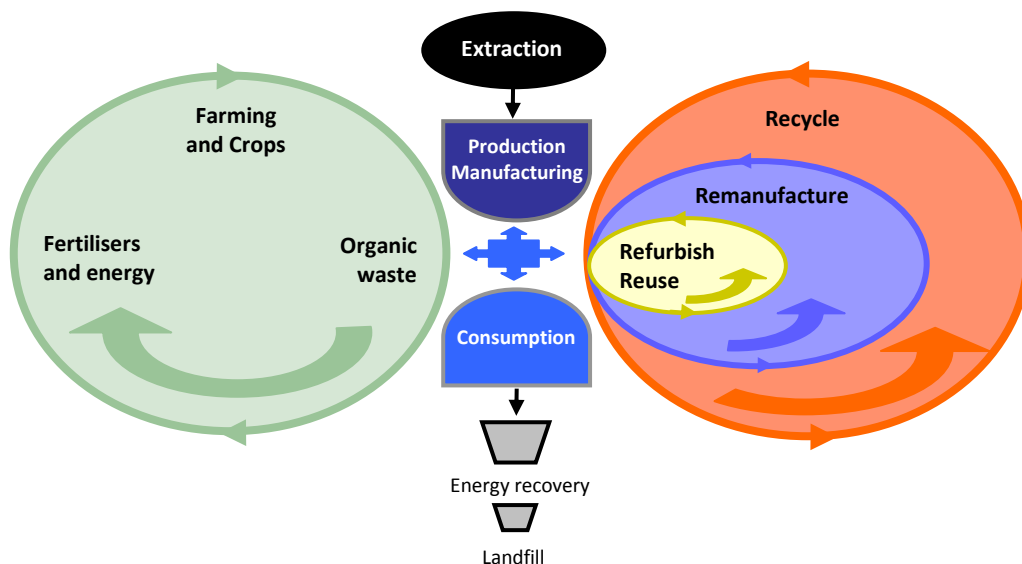 Extraction
Farming
and Crops
Production
Manufacturing
Recycle
Remanufacture
Fertilisers
and energy
Organic
waste
Refurbish
Reuse
Consumption
Energy recovery
Landfill